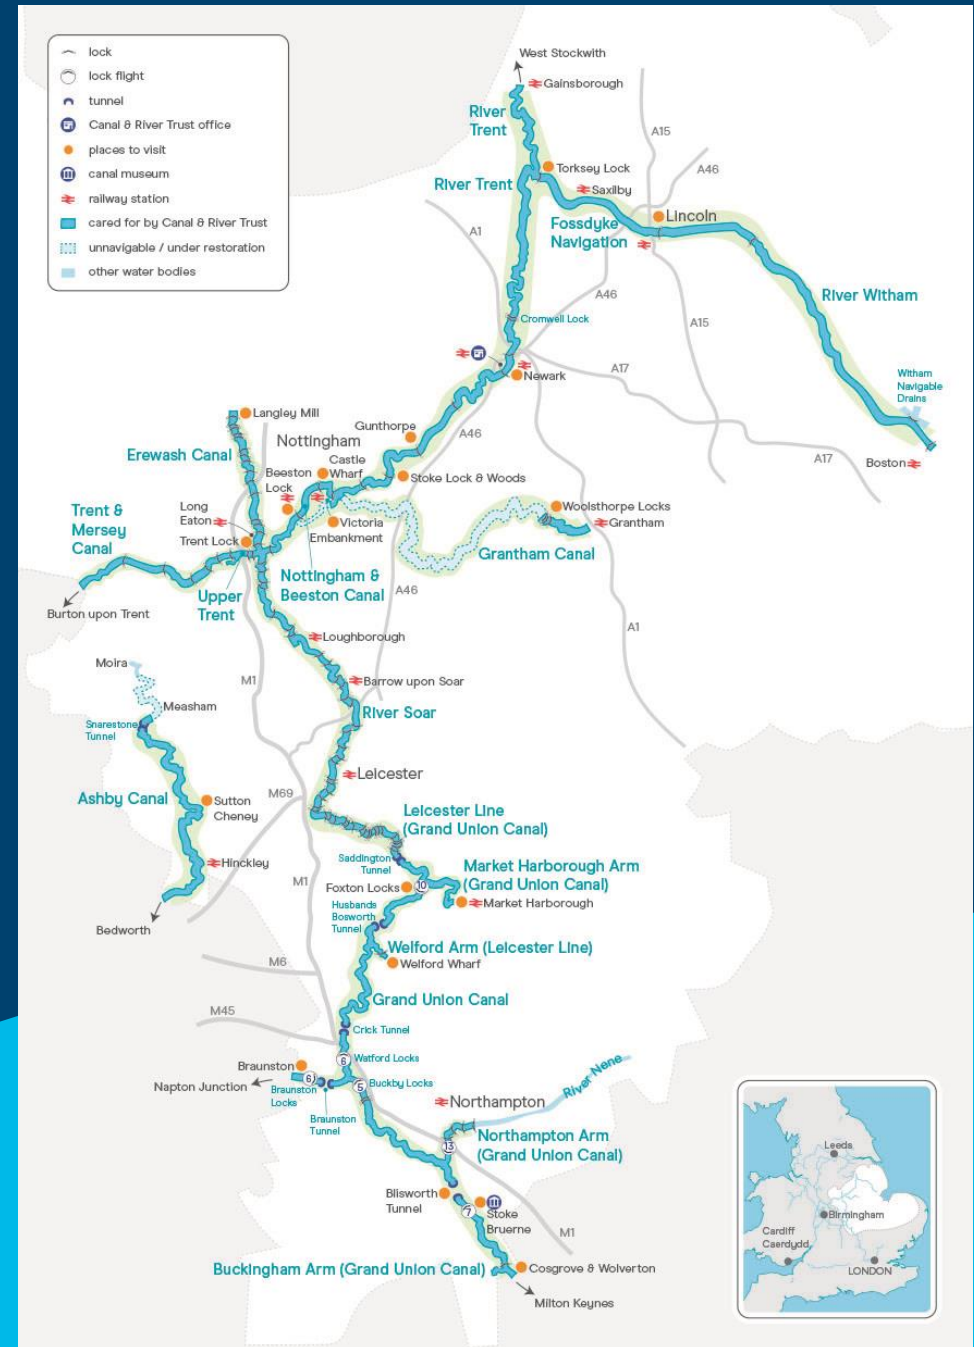 lock
lock flight
tunnel
Canal & River Trust office
places to visit
canal museum
railway station
cared for by Canal & River Trust
unnavigable / under restoration
other water bodies
West Stockwith
Gainsborough
River
Trent
A15
A46
Torksey Lock
River Trent
Saxilby
Lincoln
Fossdyke
Navigation
A1
A46
River Witham
Cromwell Lock
A15
A17
Newark
Witham
Navigable
Drains
Langley Mill
Gunthorpe
Nottingham
A46
Erewash Canal
Castle
Wharf
Beeston
Lock
Stoke Lock & Woods
A17
Boston
Long
Eaton
Trent &
Mersey
Canal
Woolsthorpe Locks
Grantham
Victoria
Embankment
Trent Lock
Grantham Canal
Nottingham &
Beeston Canal
Upper
Trent
A46
Burton upon Trent
A1
Loughborough
Moira
M1
Barrow upon Soar
Measham
River Soar
Snarestone
Tunnel
Leicester
Ashby Canal
M69
Sutton
Cheney
Leicester Line
(Grand Union Canal)
Saddington
Tunnel
Hinckley
Market Harborough Arm
(Grand Union Canal)
M1
Foxton Locks
10
Market Harborough
Husbands
Bosworth
Tunnel
Bedworth
Welford Arm (Leicester Line)
M6
Welford Wharf
Grand Union Canal
M45
Crick Tunnel
6
Watford Locks
Braunston
6
5
Buckby Locks
Napton Junction
Braunston
Locks
Braunston
Tunnel
River Nene
Northampton
13
Northampton Arm
(Grand Union Canal)
Blisworth
Tunnel
7
Stoke
Bruerne
M1
Buckingham Arm (Grand Union Canal)
Cosgrove & Wolverton
Milton Keynes
Leeds
Birmingham
Cardiff
Caerdydd
LONDON